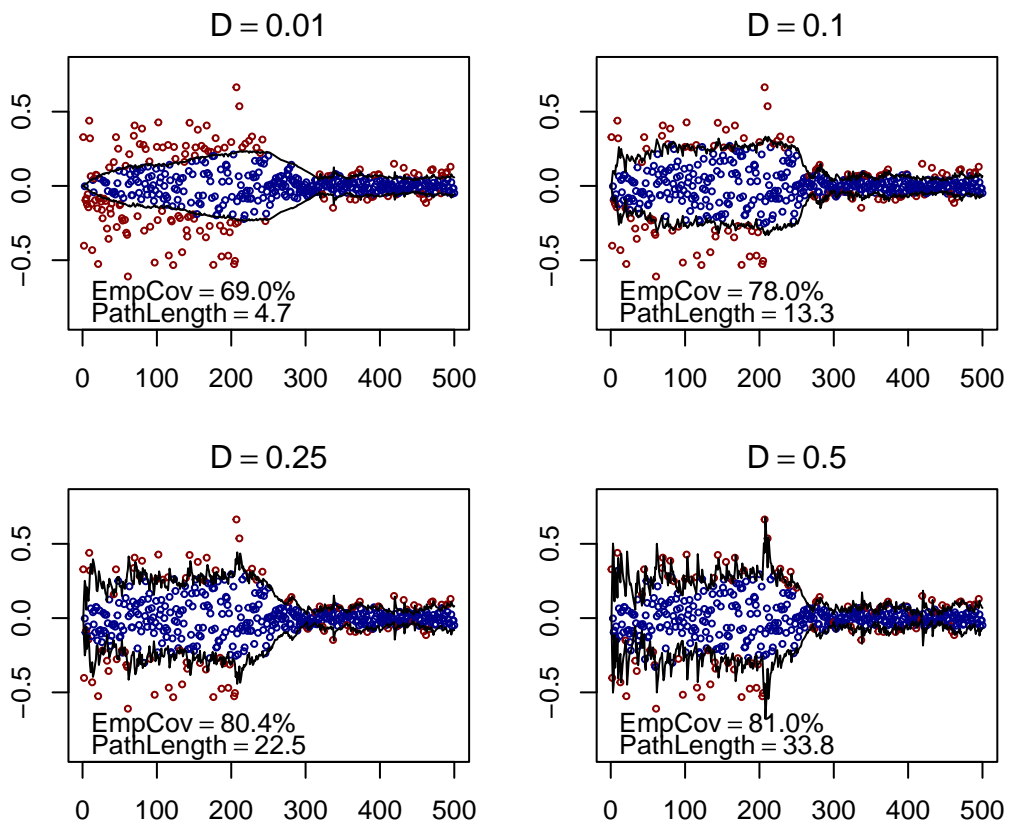 D = 0.01
0.5
0.0
−0.5
EmpCov = 69.0%
PathLength = 4.7
0 100 200 300 400 500
D = 0.1
0.5
0.0
−0.5
EmpCov = 78.0%
PathLength = 13.3
0 100 200 300 400 500
D = 0.25
0.5
0.0
−0.5
EmpCov = 80.4%
PathLength = 22.5
0 100 200 300 400 500
D = 0.5
0.5
0.0
−0.5
EmpCov = 81.0%
PathLength = 33.8
0 100 200 300 400 500